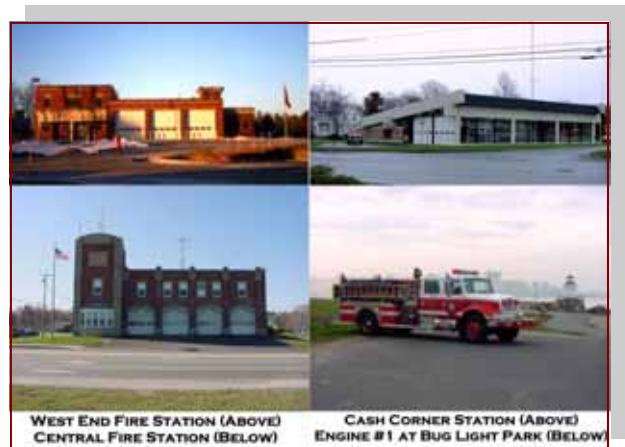 WEST END FIRE STATION (ABOVE)
CENTRAL FIRE STATION (BELOW)
CASH CORNER STATION (ABOVE)
ENGINE #1 AT BUG LIGHT PARK (BELOW)